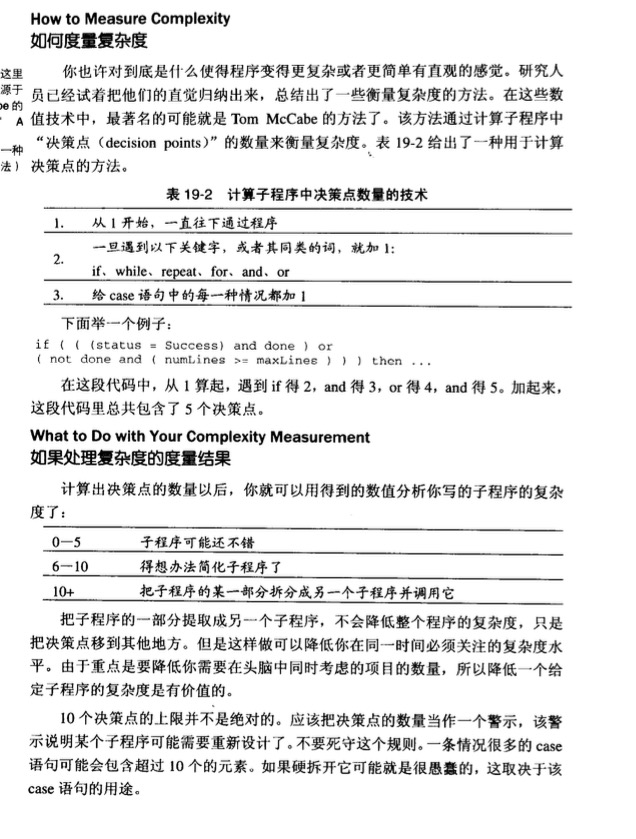 How to Measure Complexity
如何度量复杂度
你也许对到底是什么使得程序变得更复杂或者更简单有直观的感觉。研究人
员已经试着把他们的直觉归纳出来，总结出了一些衡量复杂度的方法。在这些数
值技术中，最著名的可能就是 Tom McCabe 的方法了。该方法通过计算子程序中
“决策点（decision points）”的数量来衡量复杂度。表 19-2 给出了一种用于计算
决策点的方法。
这里
源于
be 的
A
一种
法）
表 19-2 计算子程序中决策点数量的技术
1. 从 1 开始，一直往下通过程序
2. 一旦遇到以下关键字，或者其同类的词，就加 1:
if、while、repeat、for、and、or
3. 给 case 语句中的每一种情况都加 1
下面举一个例子：
if ( ( (status = Success) and done ) or
( not done and ( numLines >= maxLines ) ) ) then ...
在这段代码中，从 1 算起，遇到 if 得 2，and 得 3，or 得 4，and 得 5。加起来，
这段代码里总共包含了 5 个决策点。
What to Do with Your Complexity Measurement
如果处理复杂度的度量结果
计算出决策点的数量以后，你就可以用得到的数值分析你写的子程序的复杂
度了：
0—5 子程序可能还不错
6—10 得想办法简化子程序了
10+ 把子程序的某一部分拆分成另一个子程序并调用它
把子程序的一部分提取成另一个子程序，不会降低整个程序的复杂度，只是
把决策点移到其他地方。但是这样做可以降低你在同一时间必须关注的复杂度水
平。由于重点是要降低你需要在头脑中同时考虑的项目的数量，所以降低一个给
定子程序的复杂度是有价值的。
10 个决策点的上限并不是绝对的。应该把决策点的数量当作一个警示，该警
示说明某个子程序可能需要重新设计了。不要死守这个规则。一条情况很多的 case
语句可能会包含超过 10 个的元素。如果硬拆开它可能就是很愚蠢的，这取决于该
case 语句的用途。